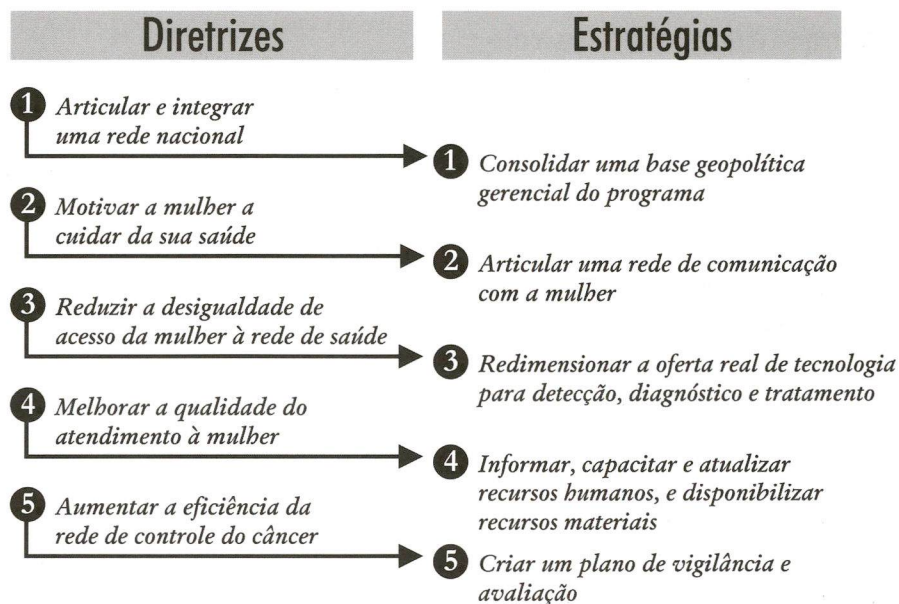 Diretrizes
Estratégias
1 Articular e integrar
uma rede nacional
1 Consolidar uma base geopolítica
gerencial do programa
2 Motivar a mulher a
cuidar da sua saúde
2 Articular uma rede de comunicação
com a mulher
3 Reduzir a desigualdade de
acesso da mulher à rede de saúde
3 Redimensionar a oferta real de tecnologia
para detecção, diagnóstico e tratamento
4 Melhorar a qualidade do
atendimento à mulher
4 Informar, capacitar e atualizar
recursos humanos, e disponibilizar
recursos materiais
5 Aumentar a eficiência da
rede de controle do câncer
5 Criar um plano de vigilância e
avaliação